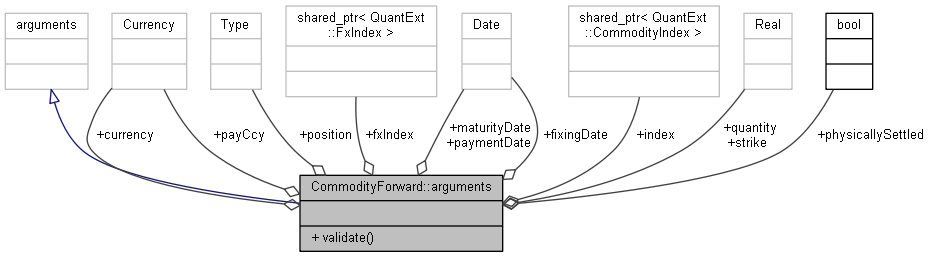 arguments
Currency
Type
shared_ptr< QuantExt
::FxIndex >
Date
shared_ptr< QuantExt
::CommodityIndex >
Real
bool
+currency
+payCcy
+position
+fxIndex
+maturityDate
+paymentDate
+fixingDate
+index
+quantity
+strike
+physicallySettled
CommodityForward::arguments
+ validate()